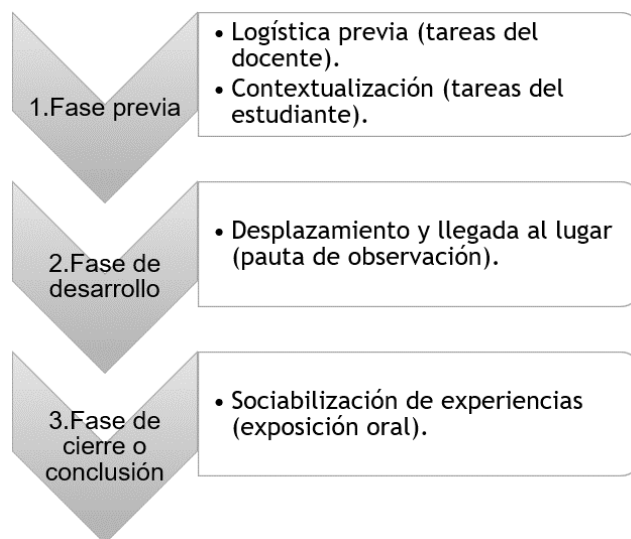 1.Fase previa
• Logística previa (tareas del
docente).
• Contextualización (tareas del
estudiante).
2.Fase de
desarrollo
• Desplazamiento y llegada al lugar
(pauta de observación).
3.Fase de
cierre o
conclusión
• Sociabilización de experiencias
(exposición oral).